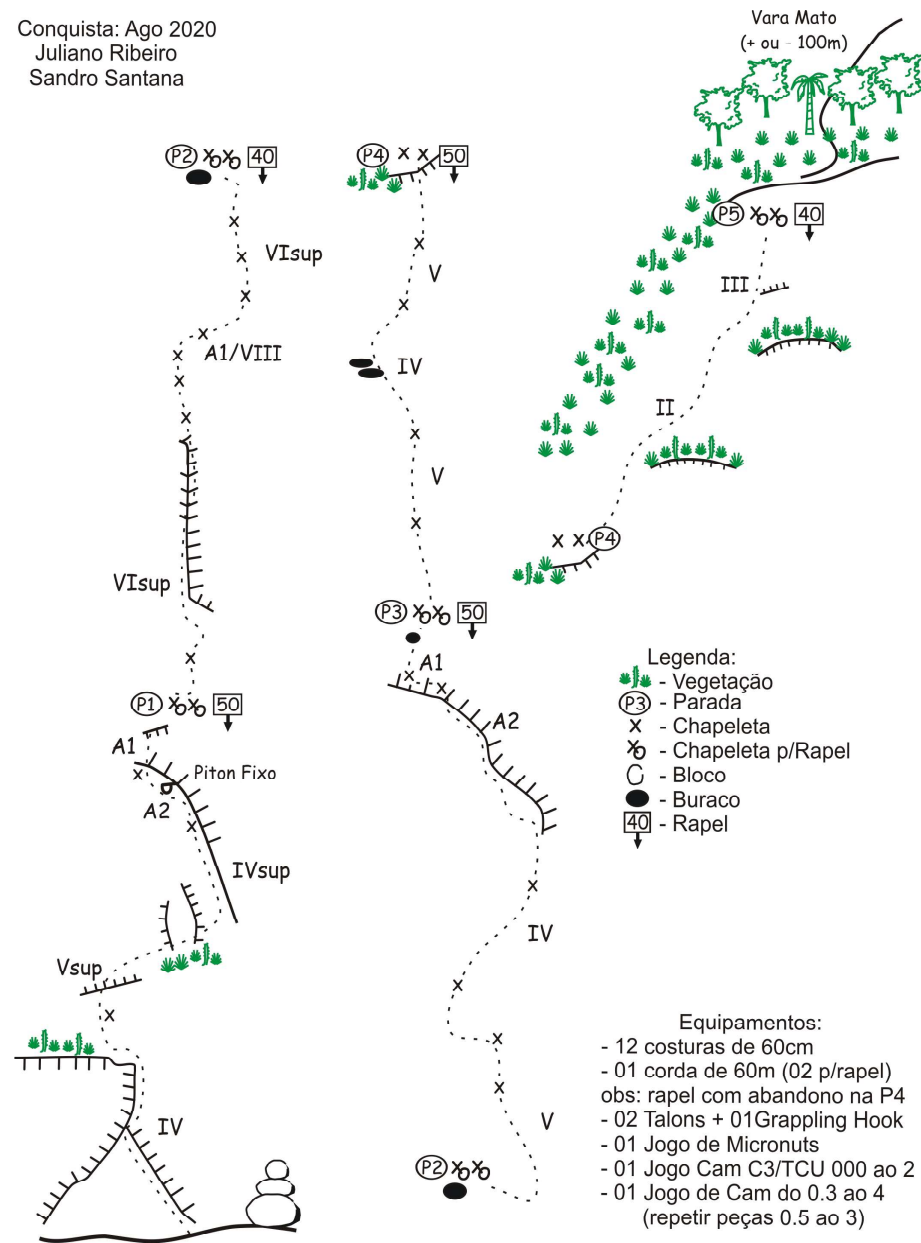 Conquista: Ago 2020
Juliano Ribeiro
Sandro Santana
P2 40
VIsup
A1/VIII
VIsup
P1 50
A1
Piton Fixo
A2
IVsup
Vsup
IV
P4 50
V
IV
V
P3 50
A1
A2
IV
V
P2
Vara Mato
(+ ou - 100m)
P5 40
III
II
P4
Legenda:
- Vegetação
P3 - Parada
x - Chapeleta
- Chapeleta p/Rapel
- Bloco
- Buraco
40 - Rapel
Equipamentos:
- 12 costuras de 60cm
- 01 corda de 60m (02 p/rapel)
obs: rapel com abandono na P4
- 02 Talons + 01Grappling Hook
- 01 Jogo de Micronuts
- 01 Jogo Cam C3/TCU 000 ao 2
- 01 Jogo de Cam do 0.3 ao 4
(repetir peças 0.5 ao 3)